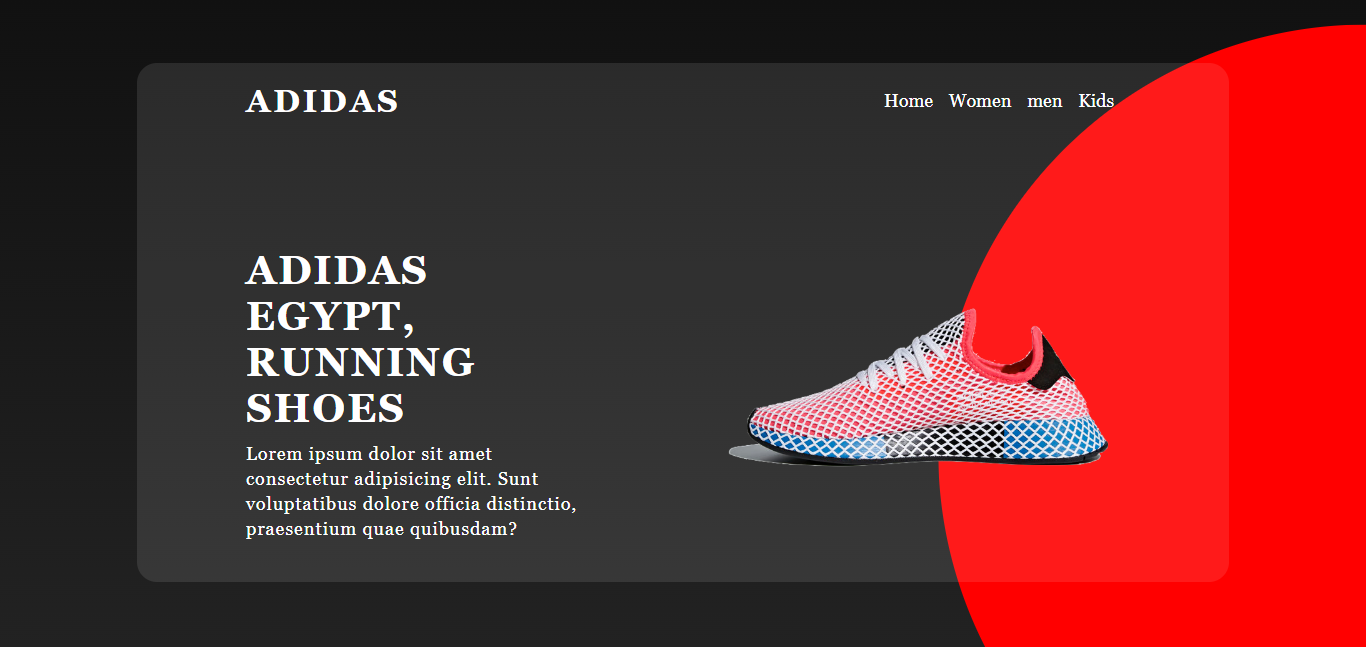 ADIDAS
Home Women men Kids
ADIDAS
EGYPT,
RUNNING
SHOES
Lorem ipsum dolor sit amet
consectetur adipisicing elit. Sunt
voluptatibus dolore officia distinctio,
praesentium quae quibusdam?